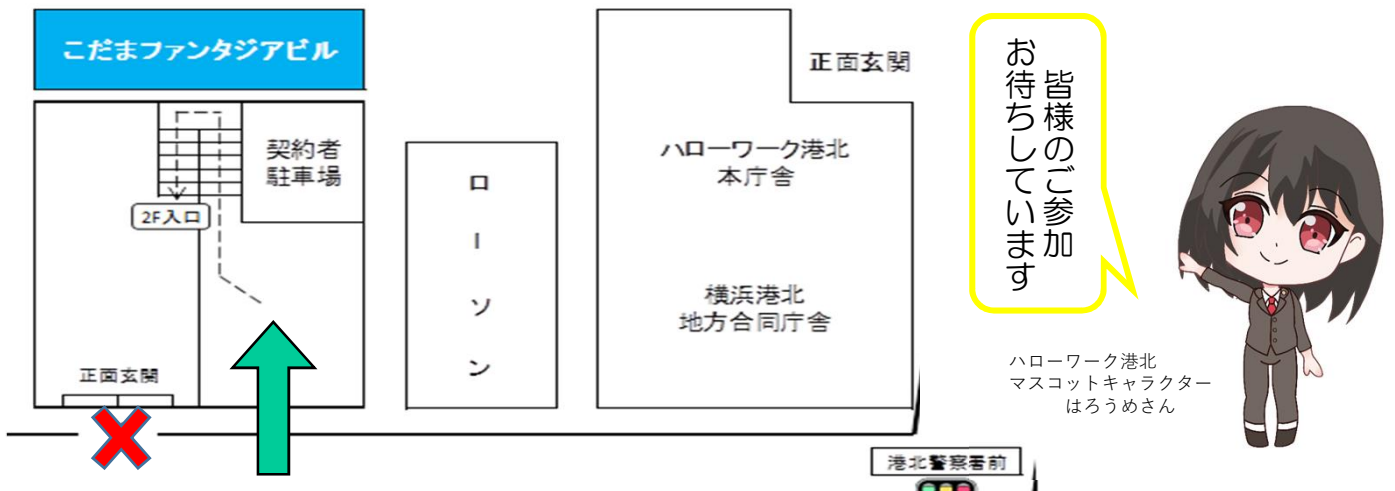 こだまファンタジアビル
契約者
駐車場
2F入口
正面玄関
ローソン
正面玄関
ハローワーク港北
本庁舎
横浜港北
地方合同庁舎
港北警察署前
皆様のご参加
お待ちしています
ハローワーク港北
マスコットキャラクター
はろうめさん